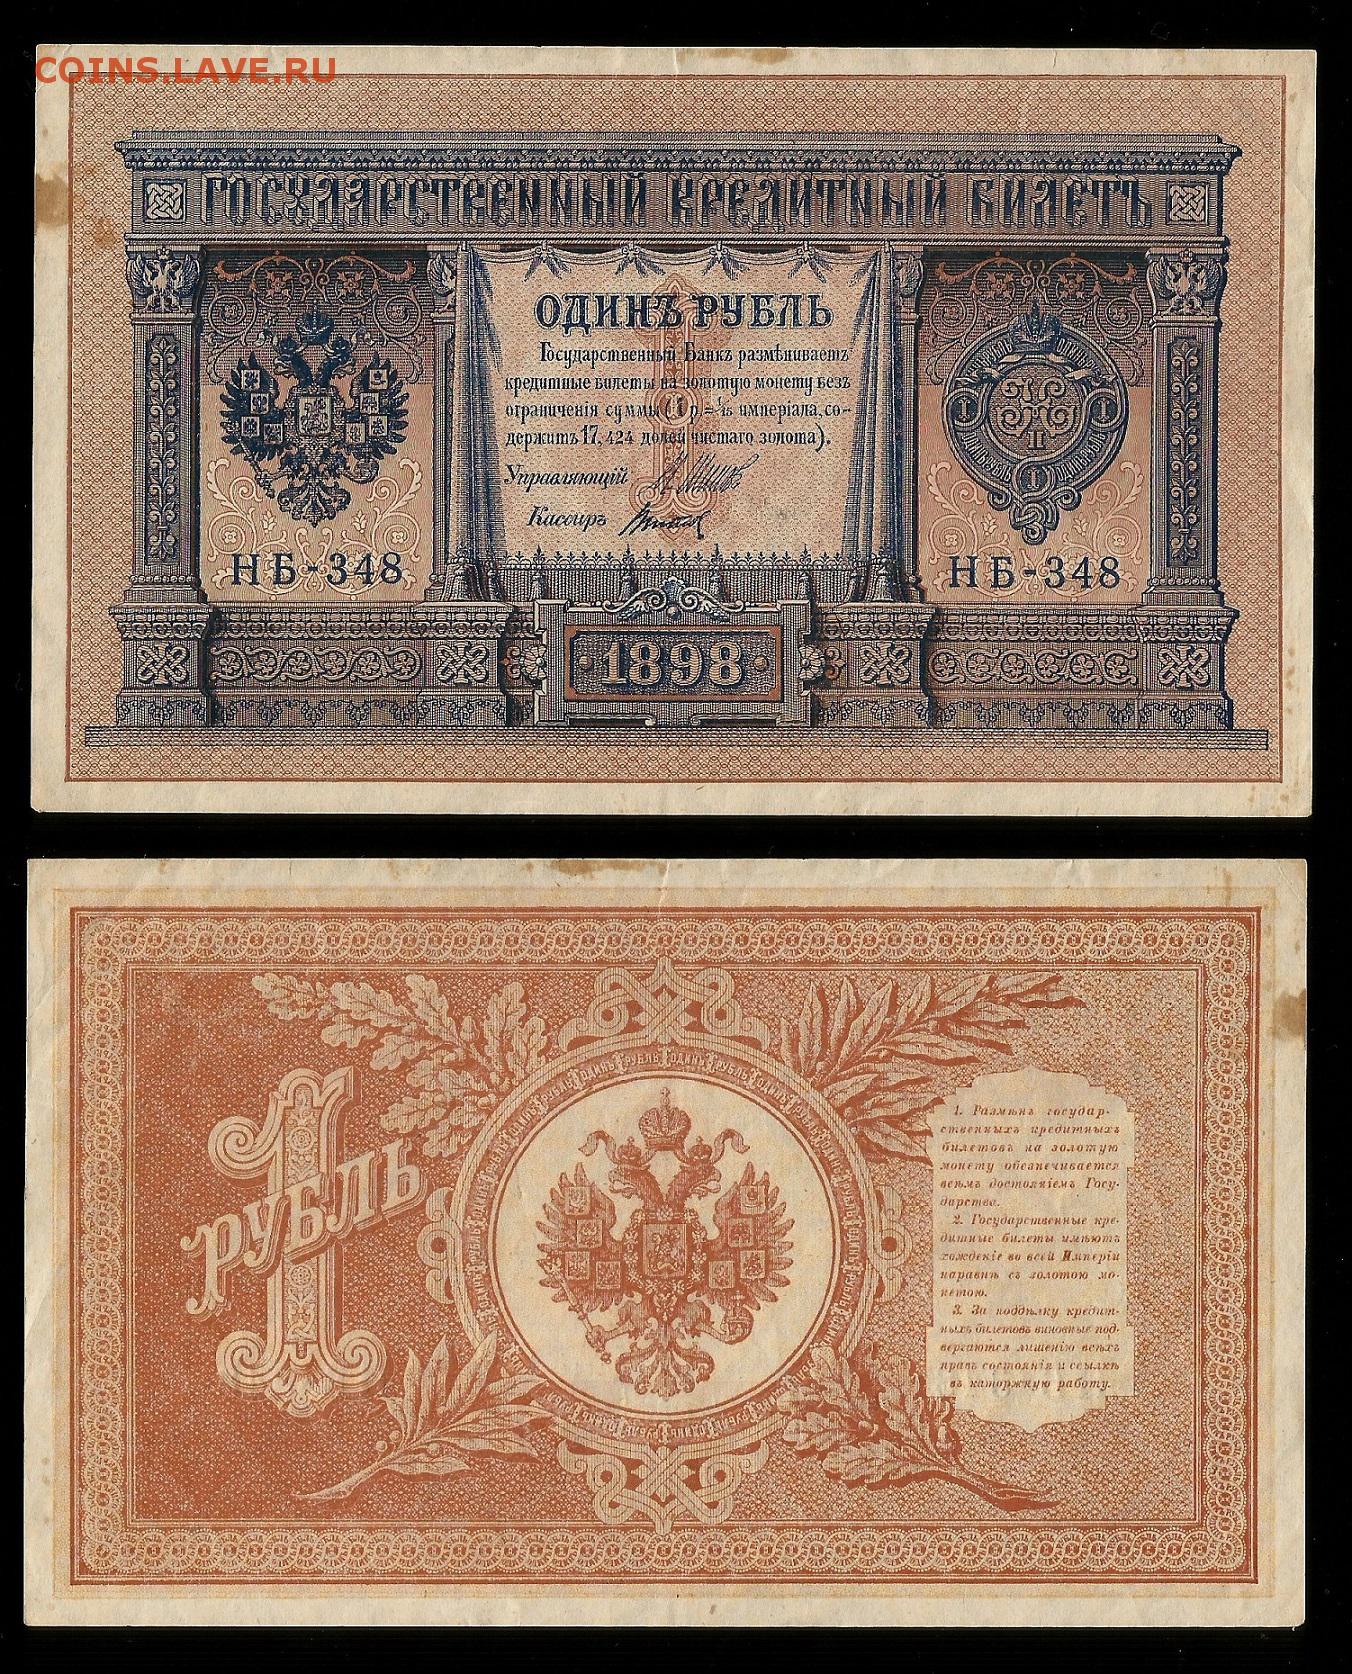 COINS.LAVE.RU
ГОСУДАРСТВЕННЫЙ КРЕДИТНЫЙ БИЛЕТЪ
ОДИНЪ РУБЛЬ
Государственный Банкъ размѣниваетъ
кредитные билеты на золотую монету безъ
ограниченія суммы (1 р.=1/15 имперіала, со-
держитъ 17,424 долей чистаго золота).
Управляющій
Кассиръ
НБ-348
НБ-348
1898
1
РУБЛЬ
1. Размѣнъ государ-
ственныхъ кредитныхъ
билетовъ на золотую
монету обезпечивается
всѣмъ достояніемъ Госу-
дарства.
2. Государственные кре-
дитные билеты имѣютъ
хожденіе во всей Имперіи
наравнѣ съ золотою мо-
нетою.
3. За поддѣлку кредит-
ныхъ билетовъ виновные под-
вергаются лишенію всѣхъ
правъ состоянія и ссылкѣ
въ каторжную работу.